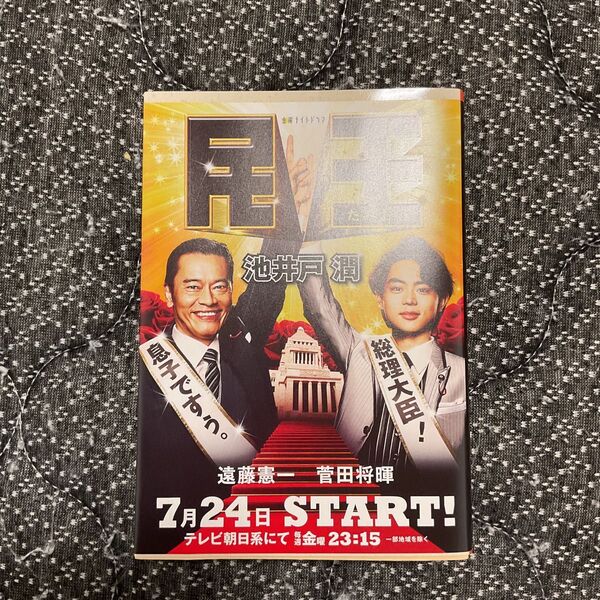 金曜ナイトドラマ
民王
た
池井戸 潤
息子ですぅ。
総理大臣!
遠藤憲一 菅田将暉
7月24日 START!
テレビ朝日系にて 毎週金曜 23:15 一部地域を除く